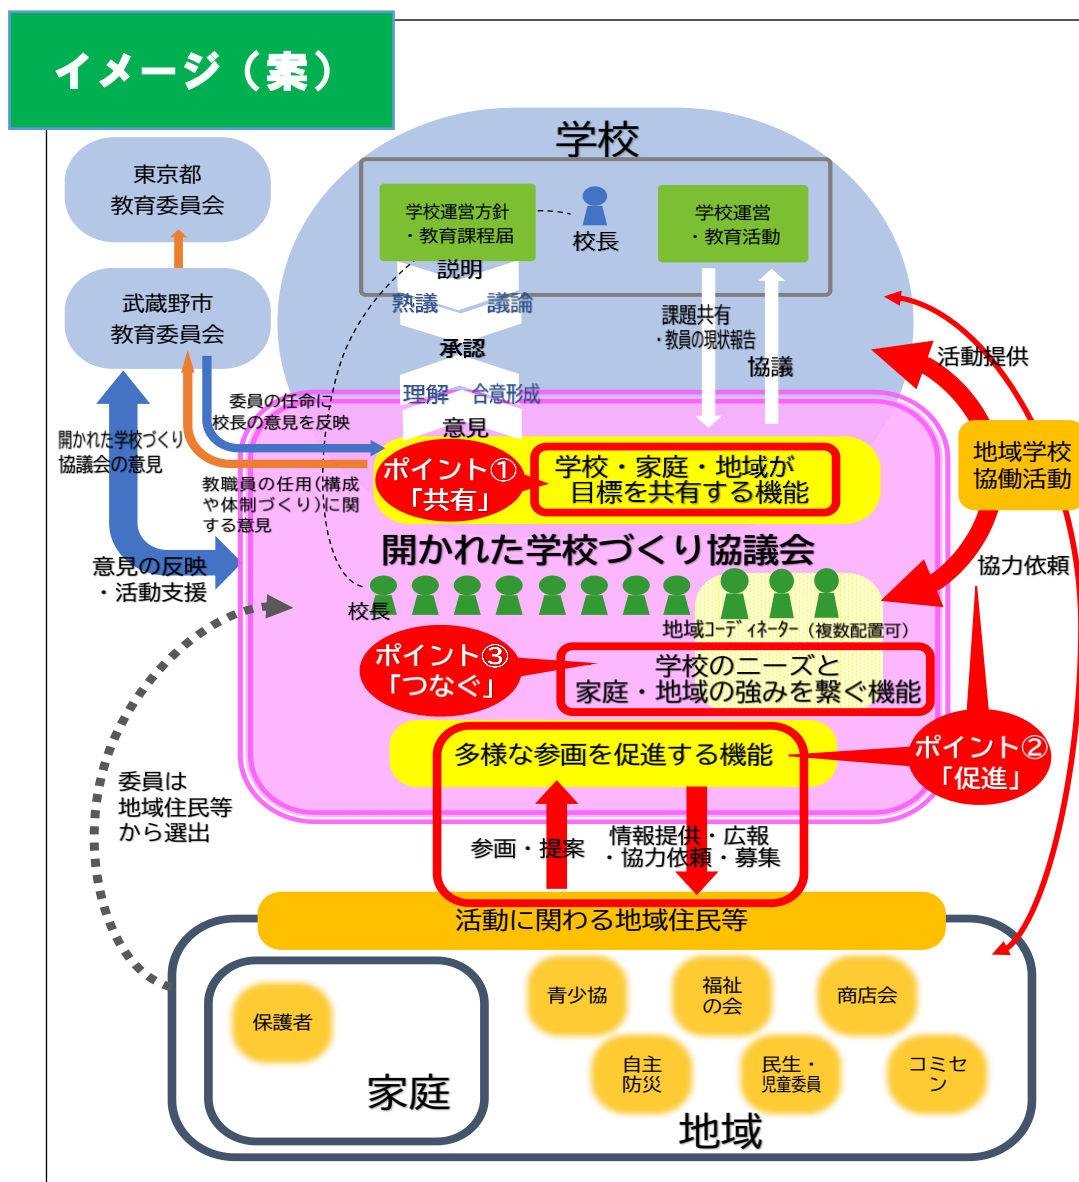 イメージ（案）
学校
東京都
教育委員会
学校運営方針
・教育課程届
校長
学校運営
・教育活動
説明
熟議
議論
武蔵野市
教育委員会
課題共有
・教員の現状報告
承認
協議
活動提供
理解
合意形成
委員の任命に
校長の意見を反映
意見
開かれた学校づくり
協議会の意見
地域学校
協働活動
ポイント①
「共有」
学校・家庭・地域が
目標を共有する機能
教職員の任用(構成
や体制づくり)に関
する意見
開かれた学校づくり協議会
意見の反映
・活動支援
協力依頼
校長
地域ｺｰﾃﾞｨﾈｰﾀｰ（複数配置可）
ポイント③
「つなぐ」
学校のニーズと
家庭・地域の強みを繋ぐ機能
多様な参画を促進する機能
ポイント②
「促進」
委員は
地域住民等
から選出
参画・提案
情報提供・広報
・協力依頼・募集
活動に関わる地域住民等
保護者
家庭
青少協
福祉
の会
商店会
自主
防災
民生・
児童委員
コミセ
ン
地域